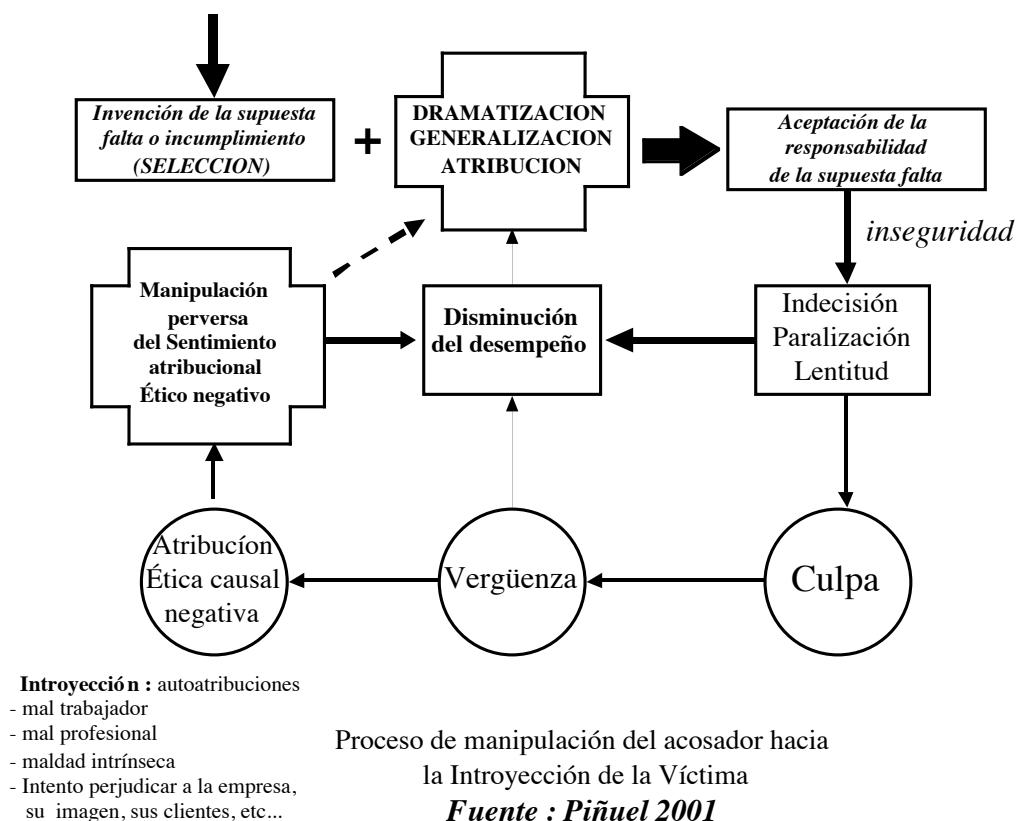 Invención de la supuesta
falta o incumplimiento
(SELECCION)
+
DRAMATIZACION
GENERALIZACION
ATRIBUCION
Aceptación de la
responsabilidad
de la supuesta falta
inseguridad
Manipulación
perversa
del Sentimiento
atribucional
Ético negativo
Disminución
del desempeño
Indecisión
Paralización
Lentitud
Atribucíon
Ética causal
negativa
Vergüenza
Culpa
Introyección : autoatribuciones
- mal trabajador
- mal profesional
- maldad intrínseca
- Intento perjudicar a la empresa,
su imagen, sus clientes, etc...
Proceso de manipulación del acosador hacia
la Introyección de la Víctima
Fuente : Piñuel 2001